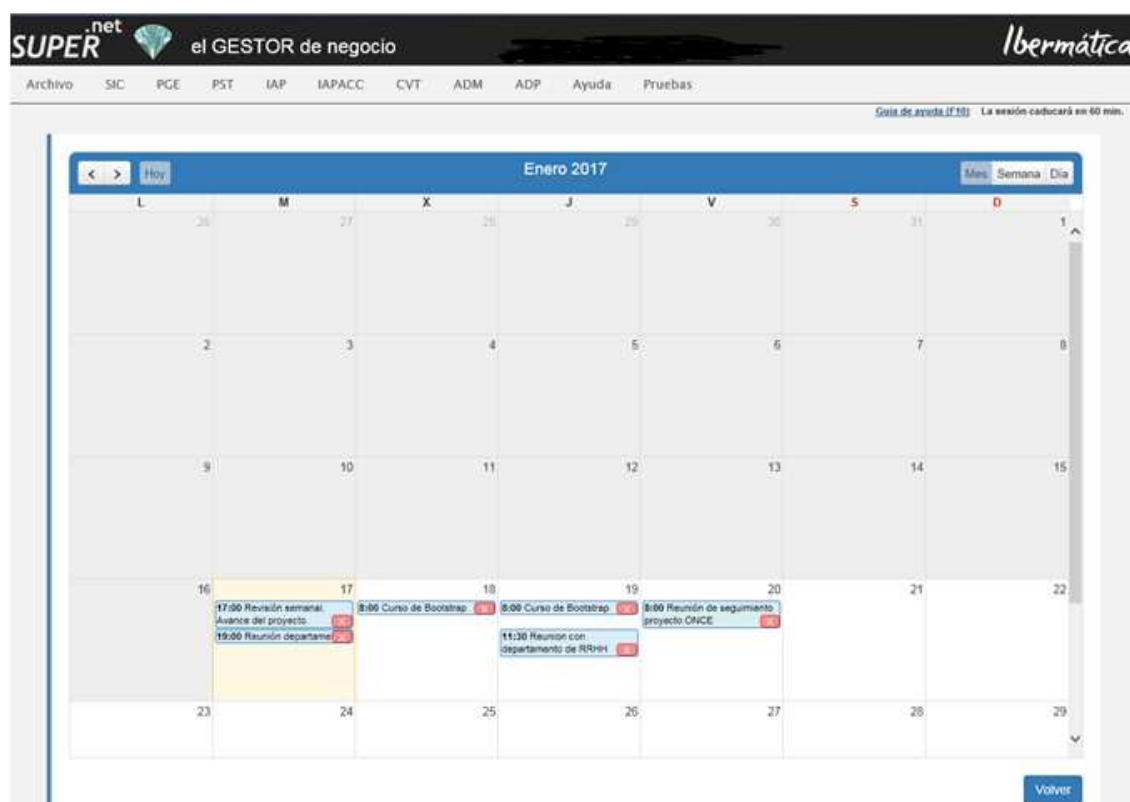 SUPER.net el GESTOR de negocio Ibermática
Archivo SIC PGE PST IAP IAPACC CVT ADM ADP Ayuda Pruebas
Guía de ayuda (F10) La sesión caducará en 60 min.
< > Hoy Enero 2017 Mes Semana Día
L M X J V S D
26 27 28 29 30 31 1
2 3 4 5 6 7 8
9 10 11 12 13 14 15
16 17 18 19 20 21 22
17:00 Revisión semanal.
Avance del proyecto
19:00 Reunión departame
8:00 Curso de Bootstrap
8:00 Curso de Bootstrap
11:30 Reunion con
departamento de RRHH
8:00 Reunión de seguimiento
proyecto ONCE
23 24 25 26 27 28 29
Volver